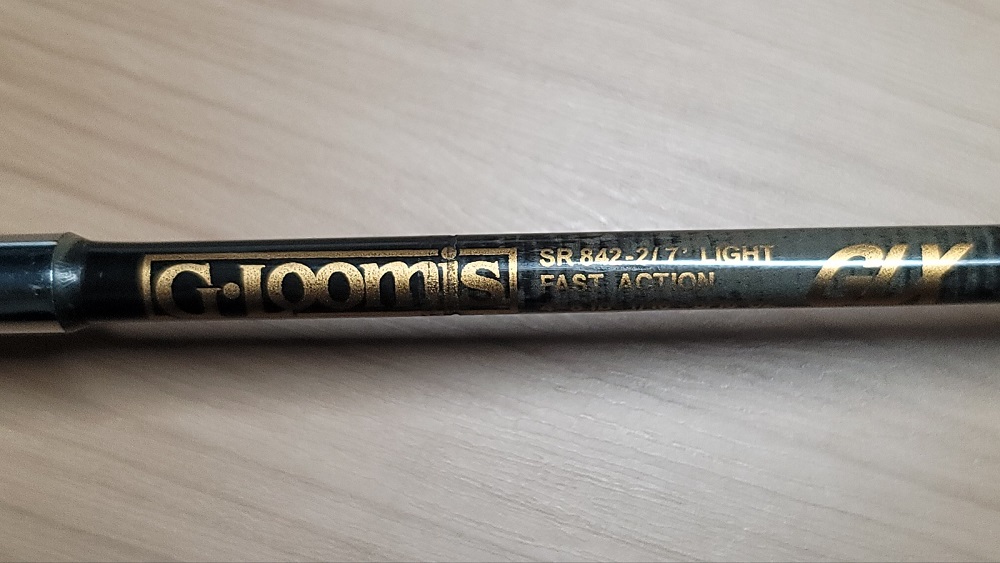 G.Loomis
SR 842-2/7' LIGHT
FAST ACTION
GLX